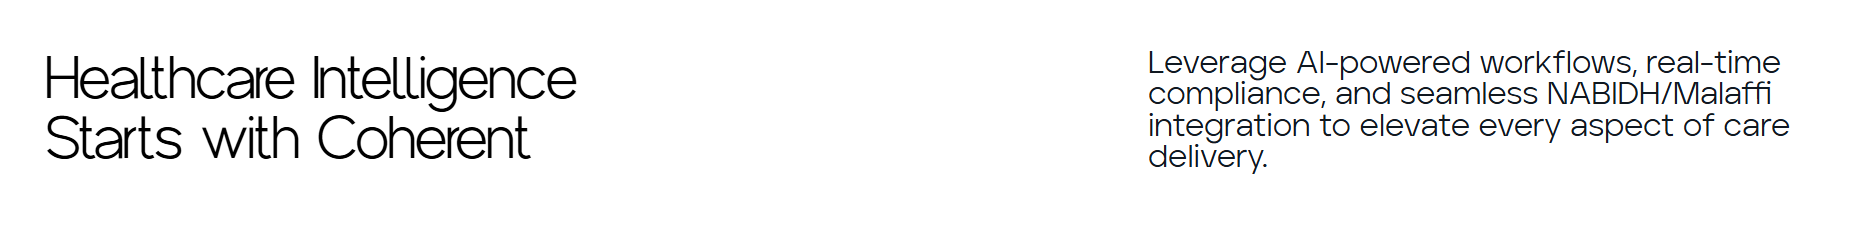 Healthcare Intelligence
Starts with Coherent
Leverage AI-powered workflows, real-time
compliance, and seamless NABIDH/Malaffi
integration to elevate every aspect of care
delivery.